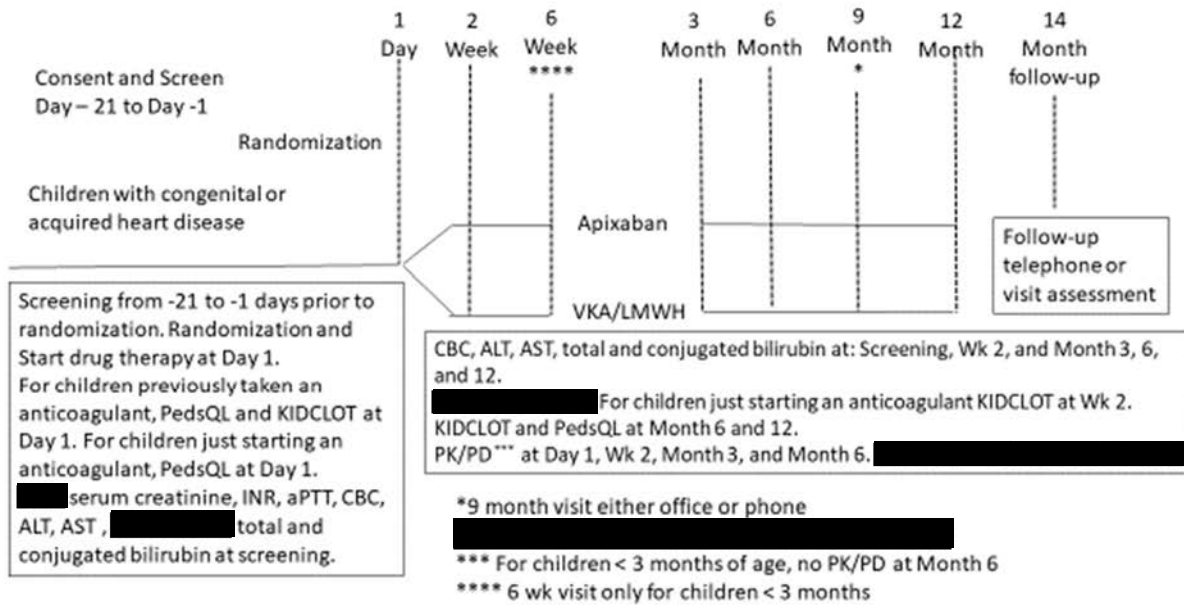 1
Day
2
Week
6
Week
****
3
Month
6
Month
9
Month
*
12
Month
14
Month
follow-up
Consent and Screen
Day – 21 to Day -1
Randomization
Children with congenital or
acquired heart disease
Apixaban
VKA/LMWH
Follow-up
telephone or
visit assessment
Screening from -21 to -1 days prior to
randomization. Randomization and
Start drug therapy at Day 1.
For children previously taken an
anticoagulant, PedsQL and KIDCLOT at
Day 1. For children just starting an
anticoagulant, PedsQL at Day 1.
serum creatinine, INR, aPTT, CBC,
ALT, AST , total and
conjugated bilirubin at screening.
CBC, ALT, AST, total and conjugated bilirubin at: Screening, Wk 2, and Month 3, 6,
and 12.
For children just starting an anticoagulant KIDCLOT at Wk 2.
KIDCLOT and PedsQL at Month 6 and 12.
PK/PD*** at Day 1, Wk 2, Month 3, and Month 6.
*9 month visit either office or phone
*** For children < 3 months of age, no PK/PD at Month 6
**** 6 wk visit only for children < 3 months